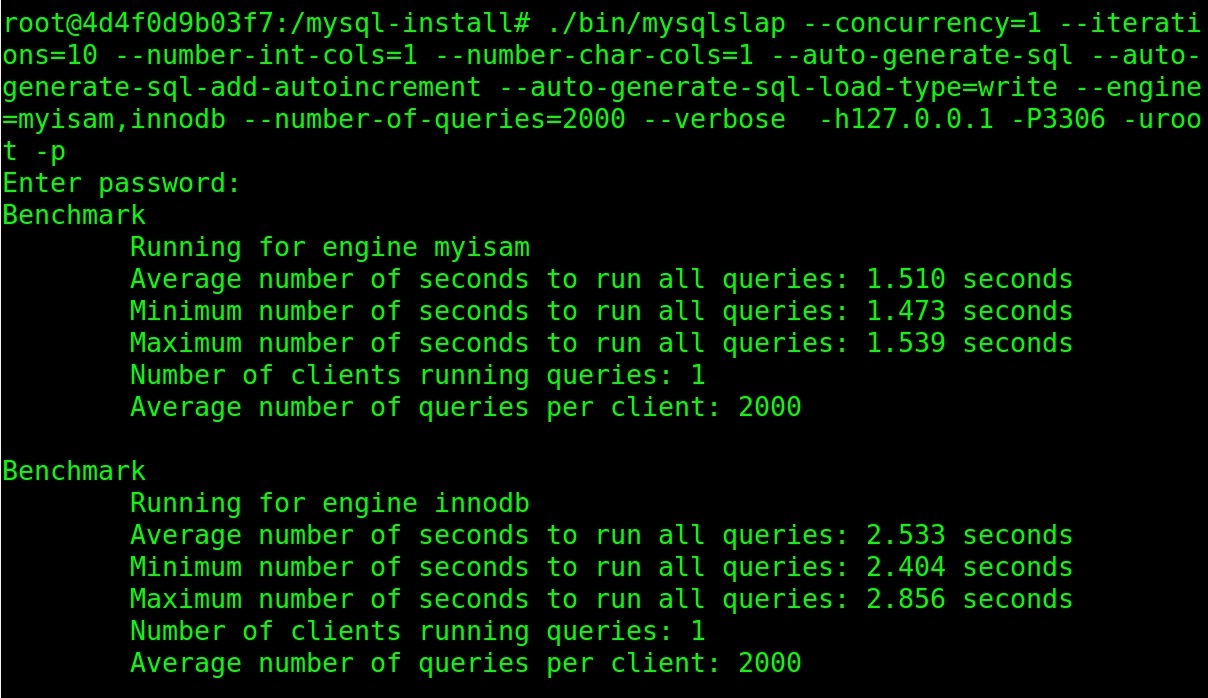 root@4d4f0d9b03f7:/mysql-install# ./bin/mysqlslap --concurrency=1 --iterati
ons=10 --number-int-cols=1 --number-char-cols=1 --auto-generate-sql --auto-
generate-sql-add-autoincrement --auto-generate-sql-load-type=write --engine
=myisam,innodb --number-of-queries=2000 --verbose  -h127.0.0.1 -P3306 -uroo
t -p
Enter password:
Benchmark
        Running for engine myisam
        Average number of seconds to run all queries: 1.510 seconds
        Minimum number of seconds to run all queries: 1.473 seconds
        Maximum number of seconds to run all queries: 1.539 seconds
        Number of clients running queries: 1
        Average number of queries per client: 2000

Benchmark
        Running for engine innodb
        Average number of seconds to run all queries: 2.533 seconds
        Minimum number of seconds to run all queries: 2.404 seconds
        Maximum number of seconds to run all queries: 2.856 seconds
        Number of clients running queries: 1
        Average number of queries per client: 2000